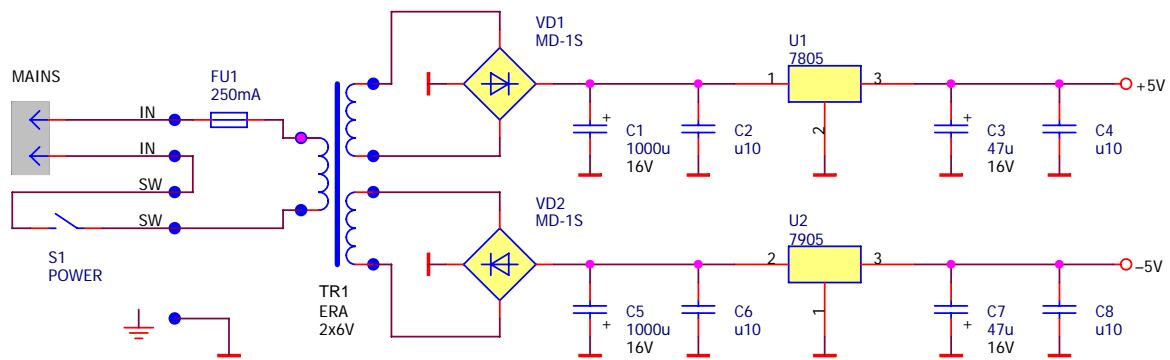 MAINS
IN
IN
SW
SW
S1
POWER
FU1
250mA
TR1
ERA
2x6V
VD1
MD-1S
+
C1
1000u
16V
C2
u10
U1
7805
1
2
3
+
C3
47u
16V
C4
u10
+5V
VD2
MD-1S
C5
1000u
+
16V
C6
u10
U2
7905
2
1
3
C7
47u
+
16V
C8
u10
–5V